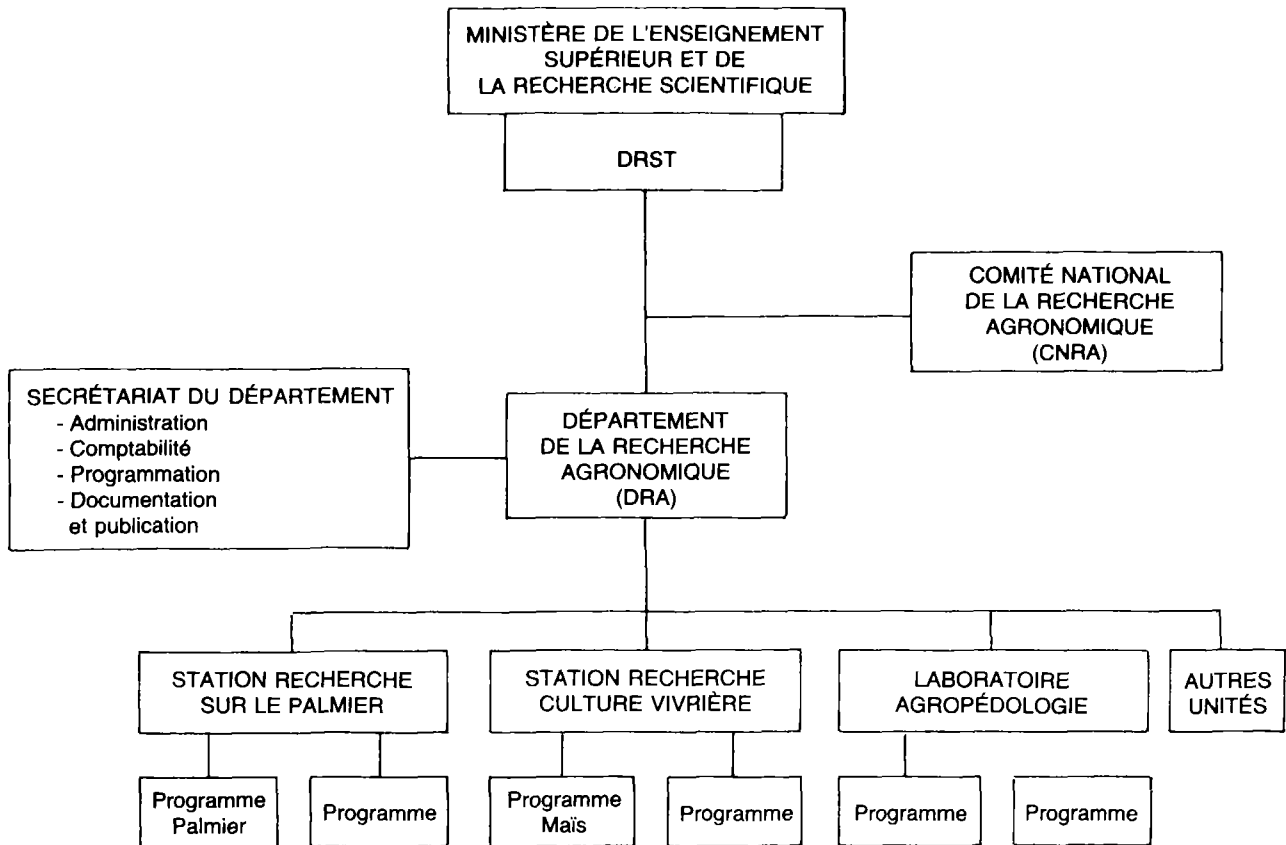 MINISTÈRE DE L'ENSEIGNEMENT
SUPÉRIEUR ET DE
LA RECHERCHE SCIENTIFIQUE
DRST
COMITÉ NATIONAL
DE LA RECHERCHE
AGRONOMIQUE
(CNRA)
SECRÉTARIAT DU DÉPARTEMENT
- Administration
- Comptabilité
- Programmation
- Documentation
et publication
DÉPARTEMENT
DE LA RECHERCHE
AGRONOMIQUE
(DRA)
STATION RECHERCHE
SUR LE PALMIER
STATION RECHERCHE
CULTURE VIVRIÈRE
LABORATOIRE
AGROPÉDOLOGIE
AUTRES
UNITÉS
Programme
Palmier
Programme
Programme
Maïs
Programme
Programme
Programme